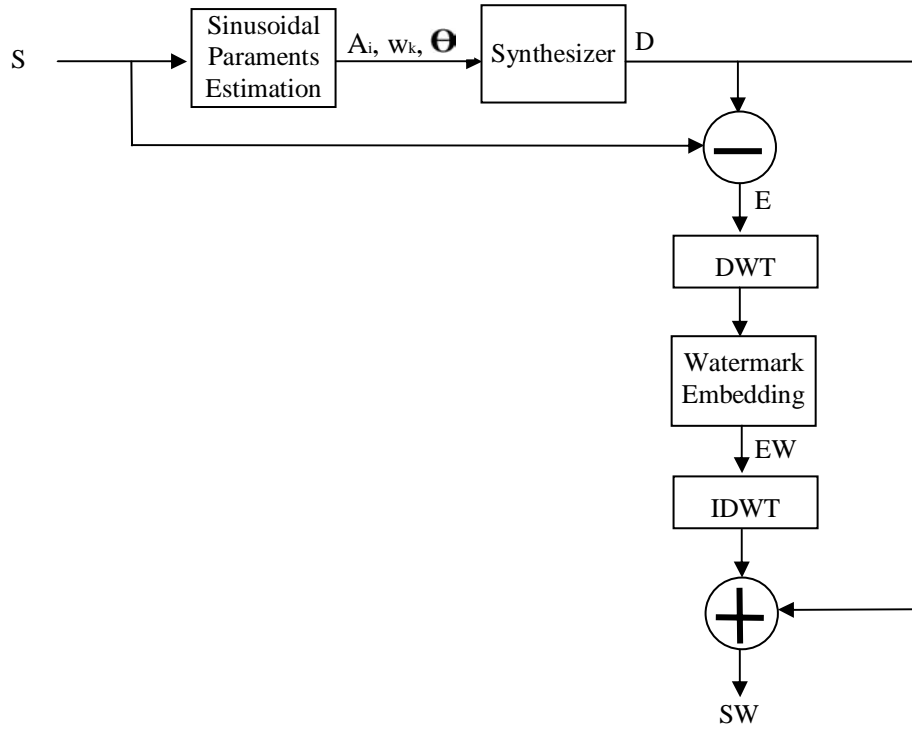 S
Sinusoidal
Paraments
Estimation
Ai, wk, Θ
Synthesizer
D
E
DWT
Watermark
Embedding
EW
IDWT
SW